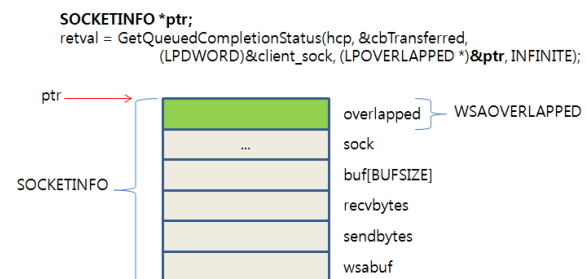 SOCKETINFO *ptr;
retval = GetQueuedCompletionStatus(hcp, &cbTransferred,
(LPDWORD)&client_sock, (LPOVERLAPPED *)&ptr, INFINITE);
ptr
overlapped
WSAOVERLAPPED
...
sock
buf[BUFSIZE]
SOCKETINFO
recvbytes
sendbytes
wsabuf